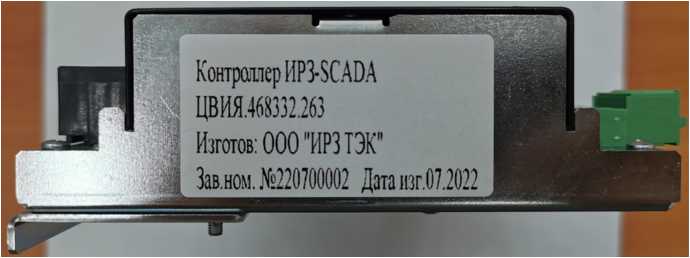 Контроллер ИРЗ-SCADA
ЦВИЯ.468332.263
Изготов: ООО "ИРЗ ТЭК"
Зав.ном. №220700002 Дата изг.07.2022